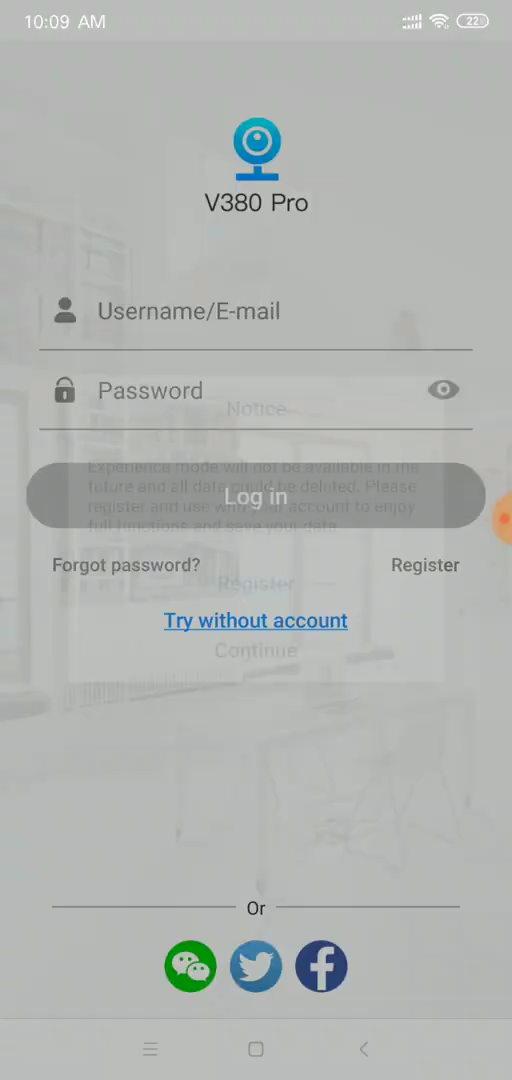 10:09 AM
22
V380 Pro
Username/E-mail
Password
Notice
Experience mode will not be available in the
future and all data could be deleted. Please
Log in
register and use with your account to enjoy
full functions and save your data.
Forgot password?
Register
Register
Try without account
Continue
Or